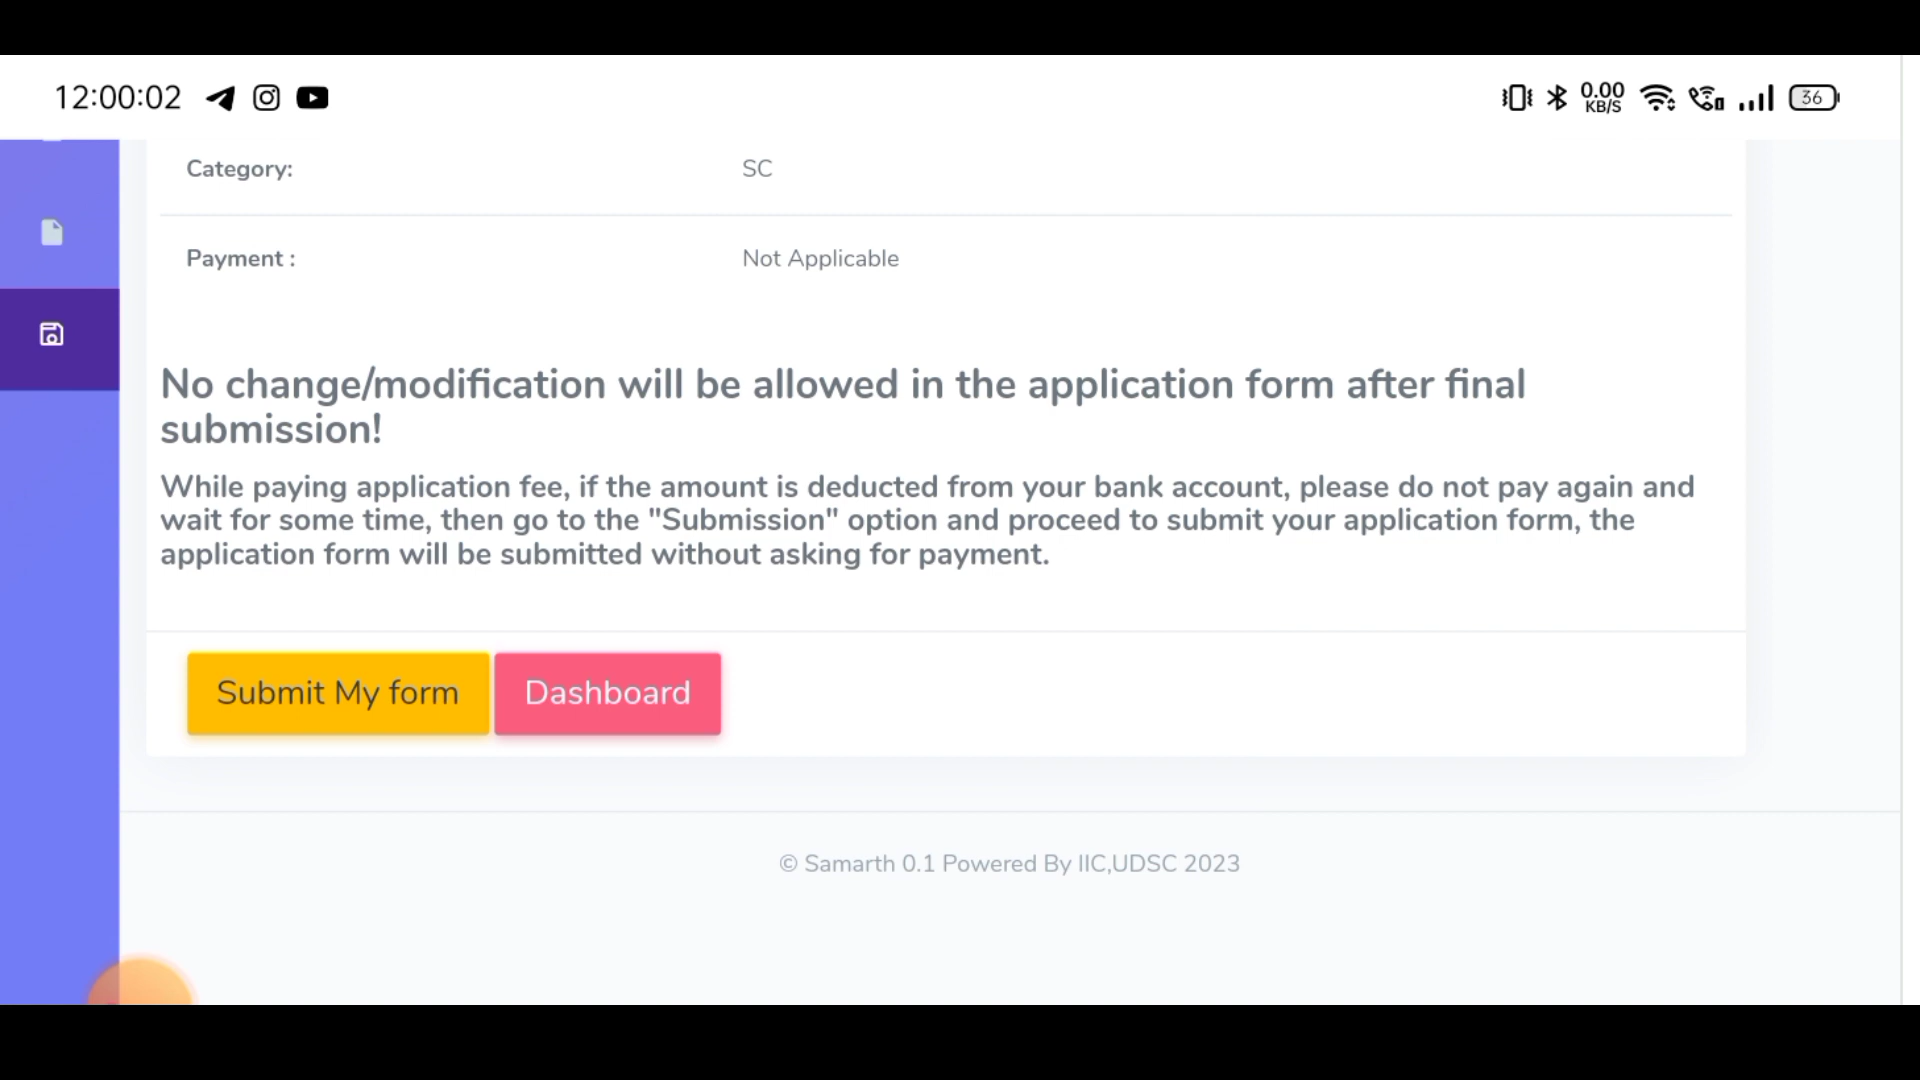 12:00:02
0.00
KB/S
36
Category:
SC
Payment :
Not Applicable
No change/modification will be allowed in the application form after final
submission!
While paying application fee, if the amount is deducted from your bank account, please do not pay again and
wait for some time, then go to the "Submission" option and proceed to submit your application form, the
application form will be submitted without asking for payment.
Submit My form
Dashboard
© Samarth 0.1 Powered By IIC,UDSC 2023